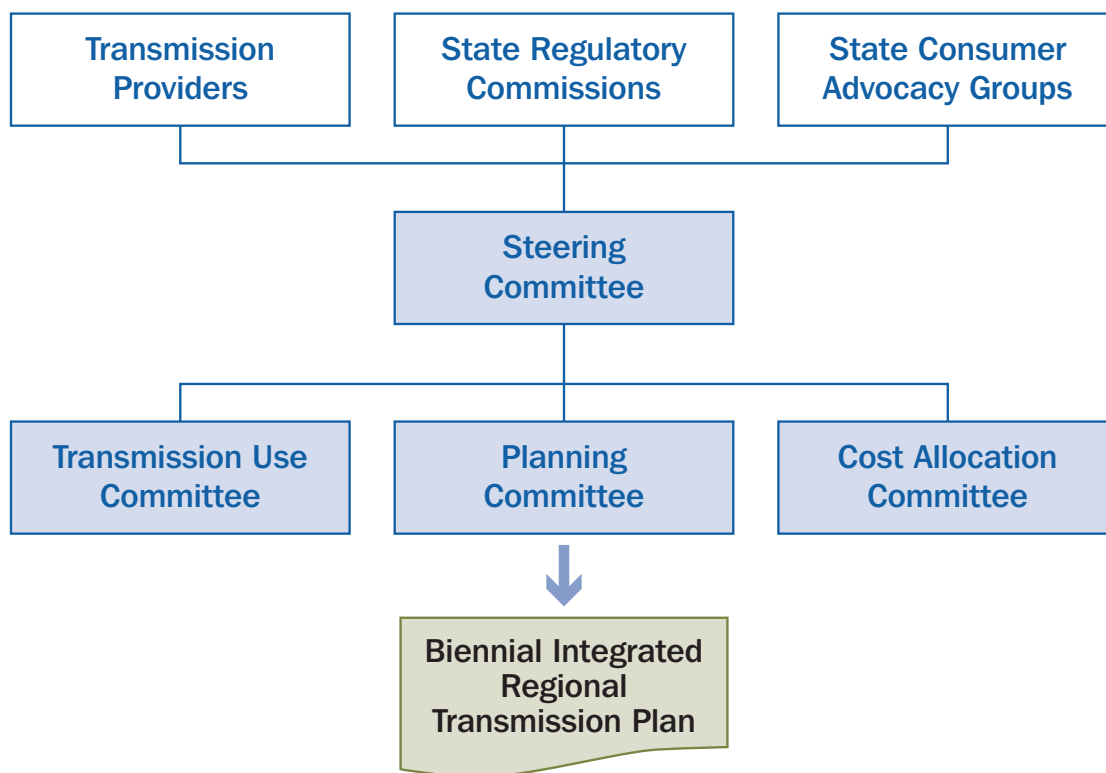 Transmission
Providers
State Regulatory
Commissions
State Consumer
Advocacy Groups
Steering
Committee
Transmission Use
Committee
Planning
Committee
Cost Allocation
Committee
Biennial Integrated
Regional
Transmission Plan